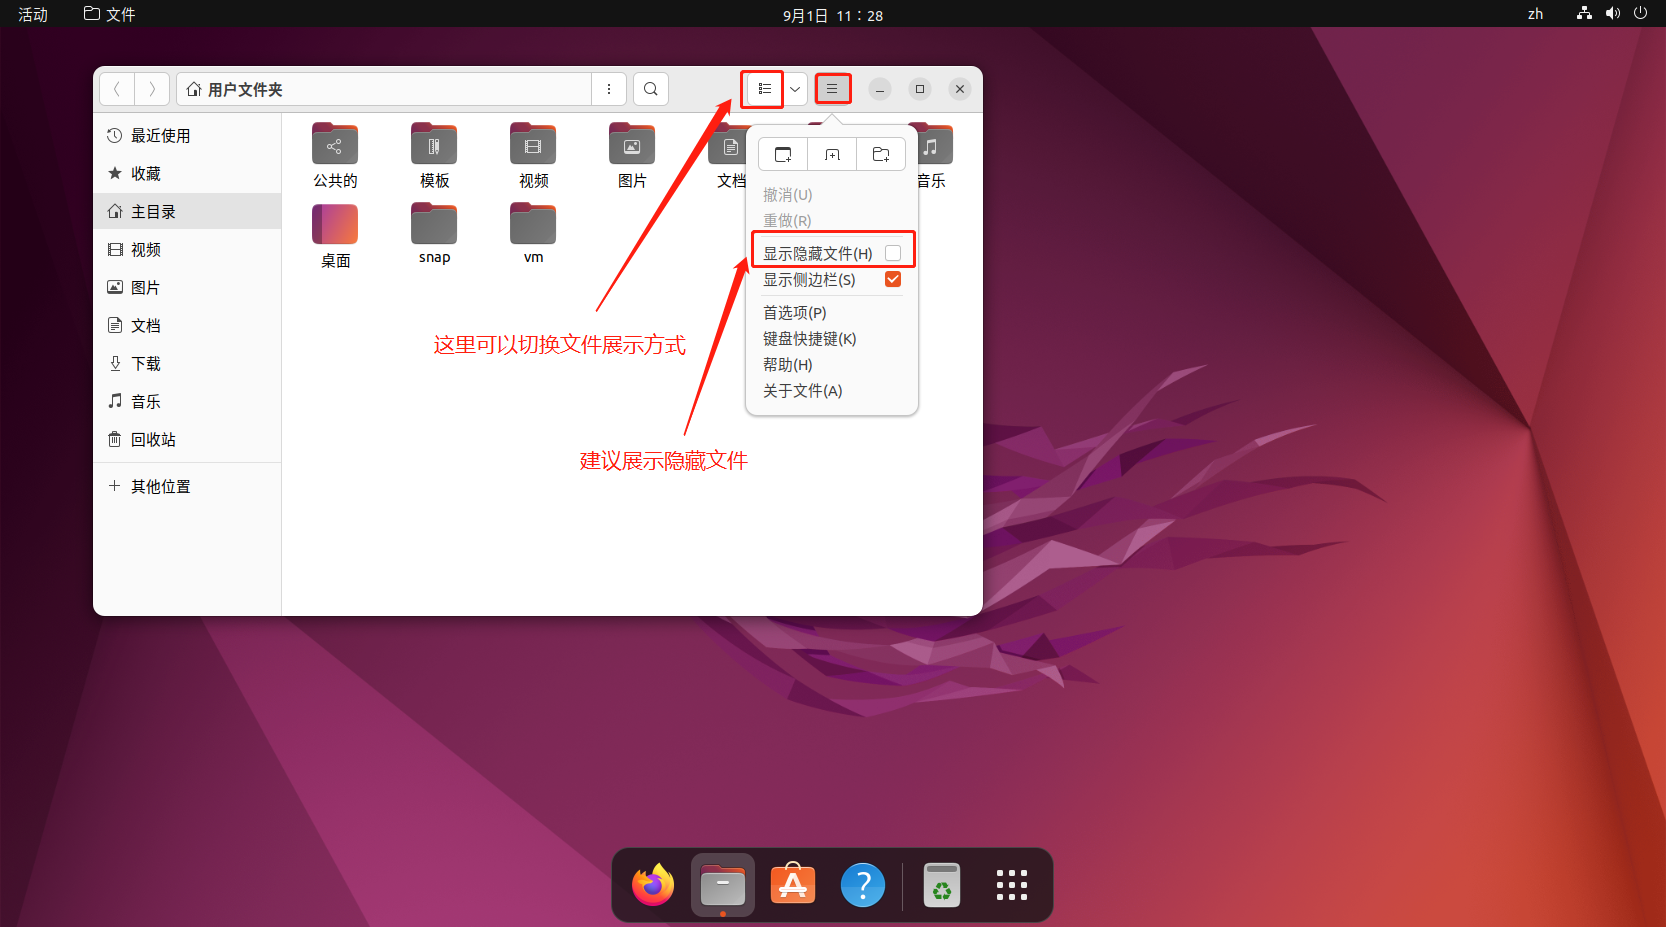 活动
文件
9月1日 11：28
zh
用户文件夹
最近使用
收藏
主目录
视频
图片
文档
下载
音乐
回收站
其他位置
公共的
模板
视频
图片
文档
音乐
桌面
snap
vm
撤消(U)
重做(R)
显示隐藏文件(H)
显示侧边栏(S)
首选项(P)
键盘快捷键(K)
帮助(H)
关于文件(A)
这里可以切换文件展示方式
建议展示隐藏文件